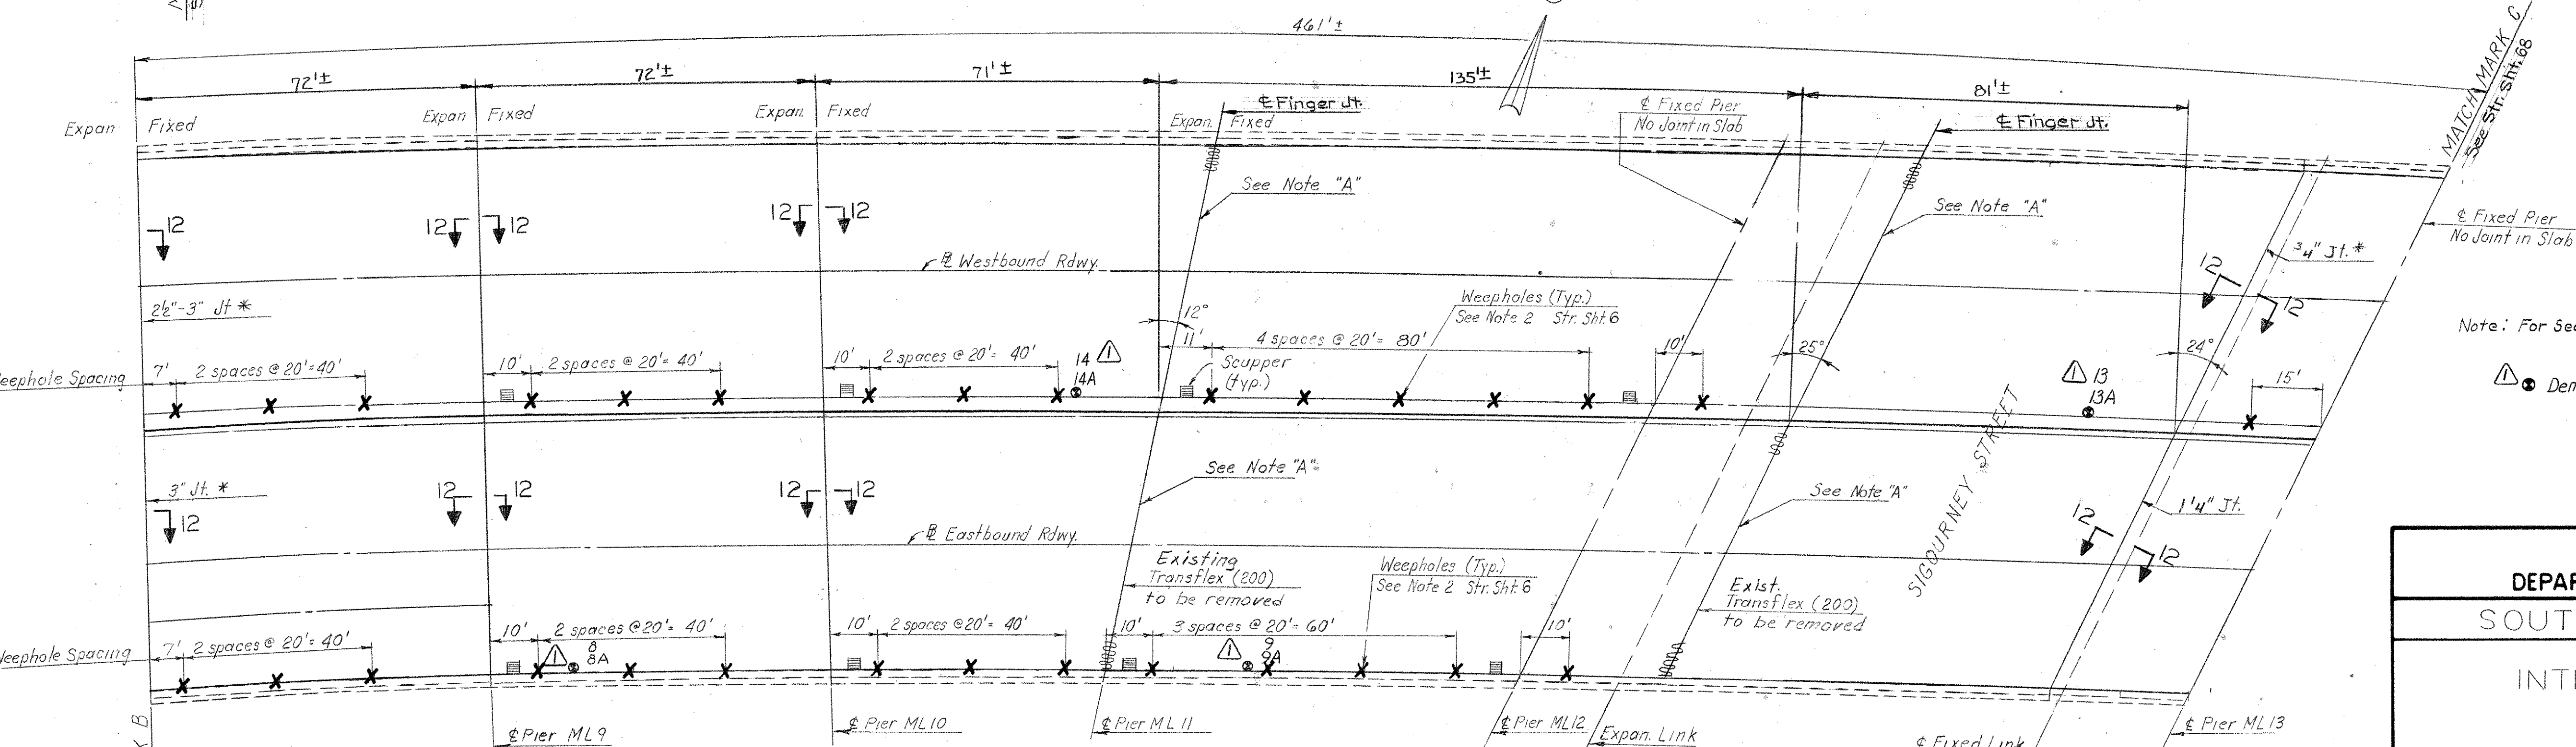 461'±
72'±
72'±
71'±
135'±
81'±
MATCH MARK C
See Str. Sht. 68
Expan
Fixed
Expan
Fixed
Expan.
Fixed
Expan.
Fixed
℄ Finger Jt.
℄ Fixed Pier
No Joint in Slab
℄ Finger Jt.
See Note "A"
See Note "A"
℄ Fixed Pier
No Joint in Slab
3/4" Jt. *
12
12
12
12
12
12
12
Westbound Rdwy.
2½"-3" Jt *
Weepholes (Typ.)
See Note 2 Str. Sht. 6
Note: For Sec
12°
25°
24°
Weephole Spacing
7'
2 spaces @ 20'=40'
10'
2 spaces @ 20'= 40'
10'
2 spaces @ 20'= 40'
14
14A
1
11'
4 spaces @ 20'= 80'
10'
Scupper
(typ.)
1
13
13A
15'
1
Den
SIGOURNEY STREET
See Note "A"
See Note "A"
3" Jt. *
12
12
12
12
12
12
12
1'4" Jt.
Eastbound Rdwy.
Existing
Transflex (200)
to be removed
Weepholes (Typ.)
See Note 2 Str. Sht. 6
Exist.
Transflex (200)
to be removed
Weephole Spacing
7'
2 spaces @ 20'= 40'
10'
2 spaces @20'= 40'
1
8
8A
10'
2 spaces @20'= 40'
10'
3 spaces @ 20'= 60'
1
9
9A
10'
B
℄ Pier ML9
℄ Pier ML10
℄ Pier ML 11
℄ Pier ML12
Expan. Link
℄ Fixed Link
℄ Pier ML13
DEPAR
SOUT
INT